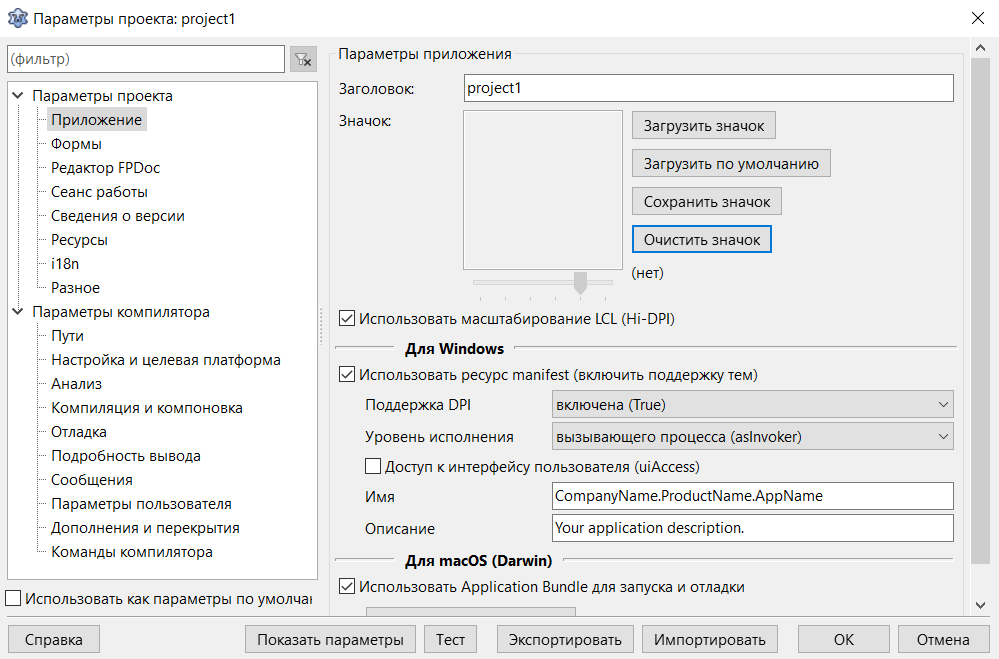 Параметры проекта: project1
(фильтр)
Параметры проекта
Приложение
Формы
Редактор FPDoc
Сеанс работы
Сведения о версии
Ресурсы
i18n
Разное
Параметры компилятора
Пути
Настройка и целевая платформа
Анализ
Компиляция и компоновка
Отладка
Подробность вывода
Сообщения
Параметры пользователя
Дополнения и перекрытия
Команды компилятора
Использовать как параметры по умолчан
Параметры приложения
Заголовок: project1
Значок:
Загрузить значок
Загрузить по умолчанию
Сохранить значок
Очистить значок
(нет)
Использовать масштабирование LCL (Hi-DPI)
Для Windows
Использовать ресурс manifest (включить поддержку тем)
Поддержка DPI включена (True)
Уровень исполнения вызывающего процесса (asInvoker)
Доступ к интерфейсу пользователя (uiAccess)
Имя CompanyName.ProductName.AppName
Описание Your application description.
Для macOS (Darwin)
Использовать Application Bundle для запуска и отладки
Справка Показать параметры Тест Экспортировать Импортировать OK Отмена